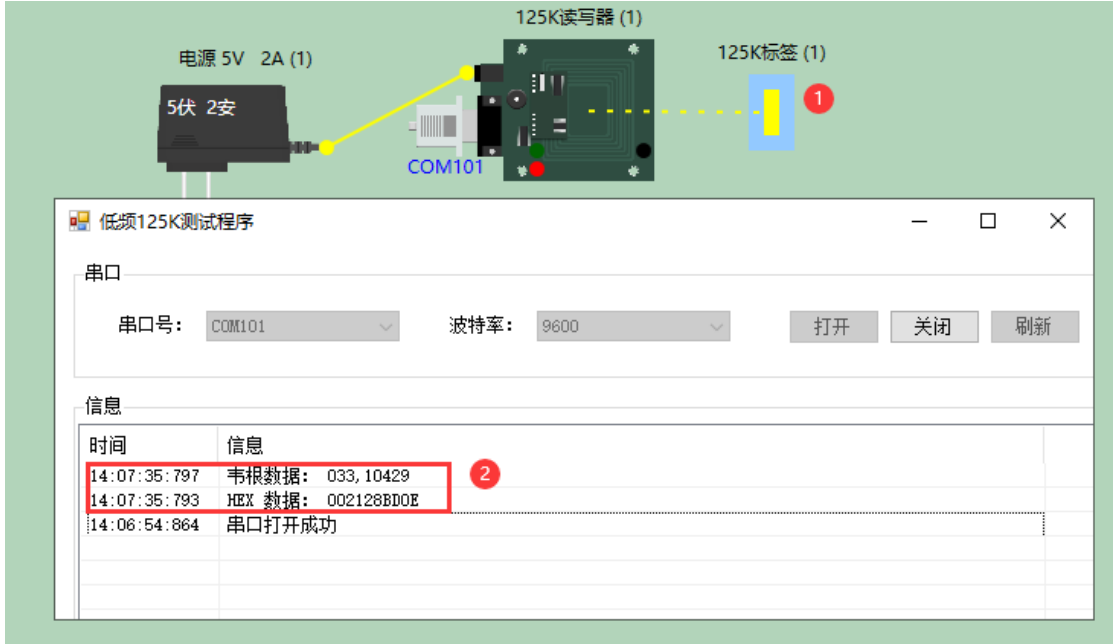 125K读写器 (1)
电源 5V 2A (1)
125K标签 (1)
5伏 2安
1
COM101
低频125K测试程序
串口
串口号: COM101 波特率: 9600 打开 关闭 刷新
信息
时间 信息
14:07:35:797 韦根数据: 033,10429
2
14:07:35:793 HEX 数据: 002128BD0E
14:06:54:864 串口打开成功